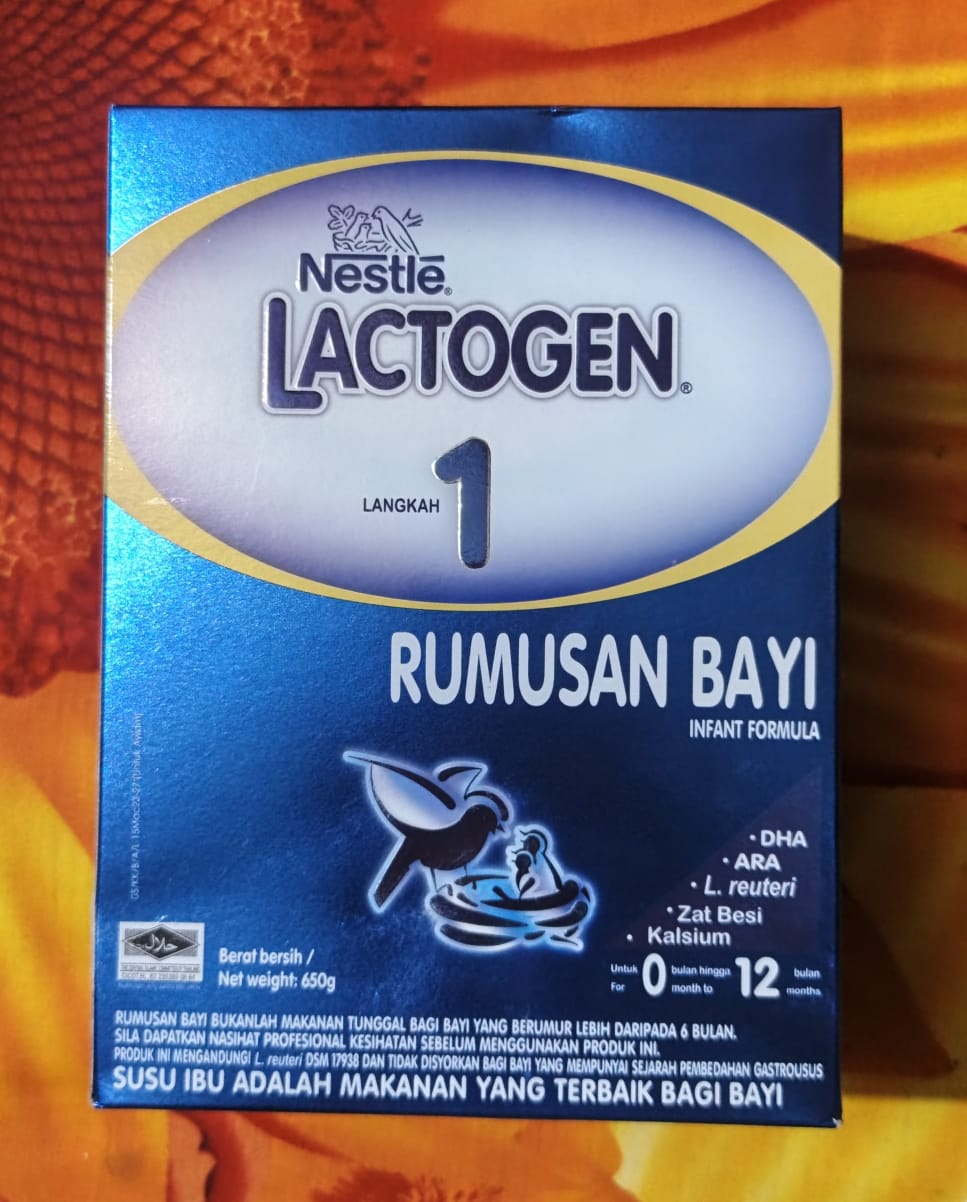 Nestlé®
LACTOGEN®
LANGKAH 1
RUMUSAN BAYI
INFANT FORMULA
• DHA
• ARA
• L. reuteri
• Zat Besi
• Kalsium
Untuk 0 bulan hingga 12 bulan
For month to months
حلال
Berat bersih /
Net weight: 650g
RUMUSAN BAYI BUKANLAH MAKANAN TUNGGAL BAGI BAYI YANG BERUMUR LEBIH DARIPADA 6 BULAN.
SILA DAPATKAN NASIHAT PROFESIONAL KESIHATAN SEBELUM MENGGUNAKAN PRODUK INI.
PRODUK INI MENGANDUNGI L. reuteri DSM 17938 DAN TIDAK DISYORKAN BAGI BAYI YANG MEMPUNYAI SEJARAH PEMBEDAHAN GASTROUSUS
SUSU IBU ADALAH MAKANAN YANG TERBAIK BAGI BAYI